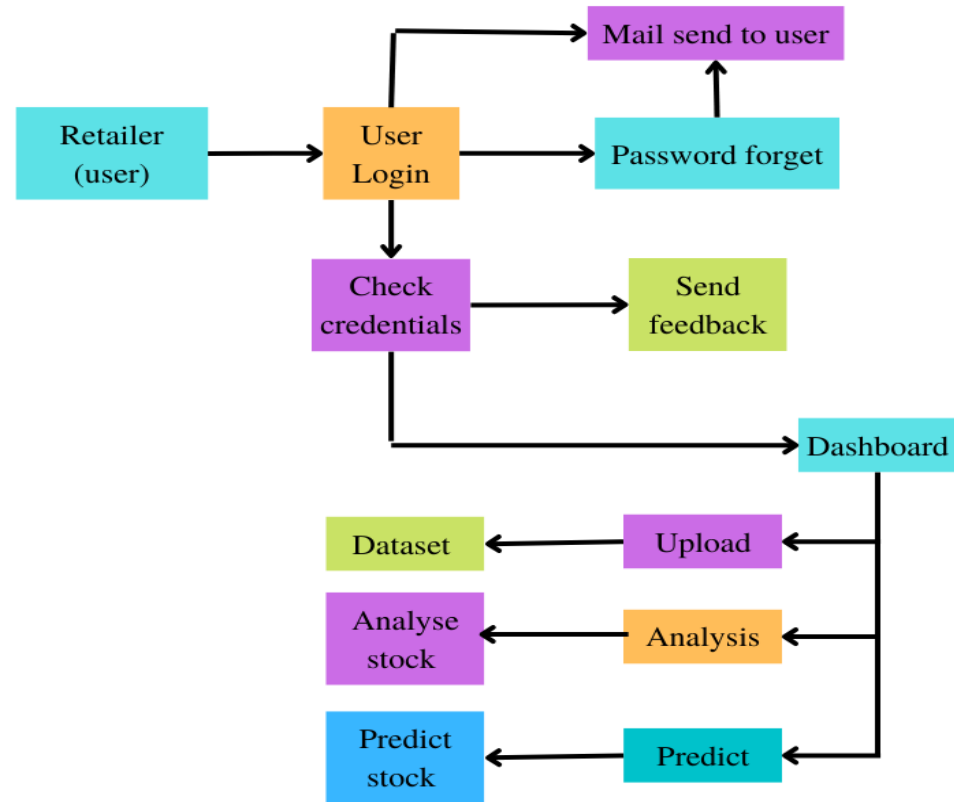 Mail send to user
Retailer
(user)
User
Login
Password forget
Check
credentials
Send
feedback
Dashboard
Dataset
Upload
Analyse
stock
Analysis
Predict
stock
Predict